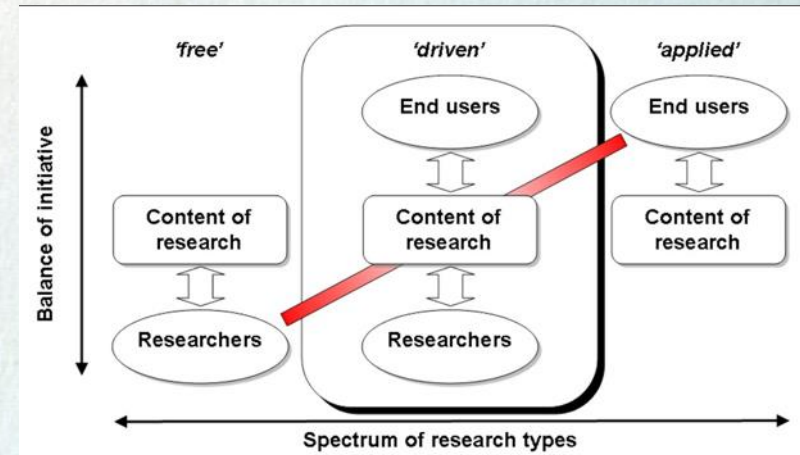 'free'
'driven'
'applied'
Balance of initiative
End users
End users
Content of
research
Content of
research
Content of
research
Researchers
Researchers
Spectrum of research types